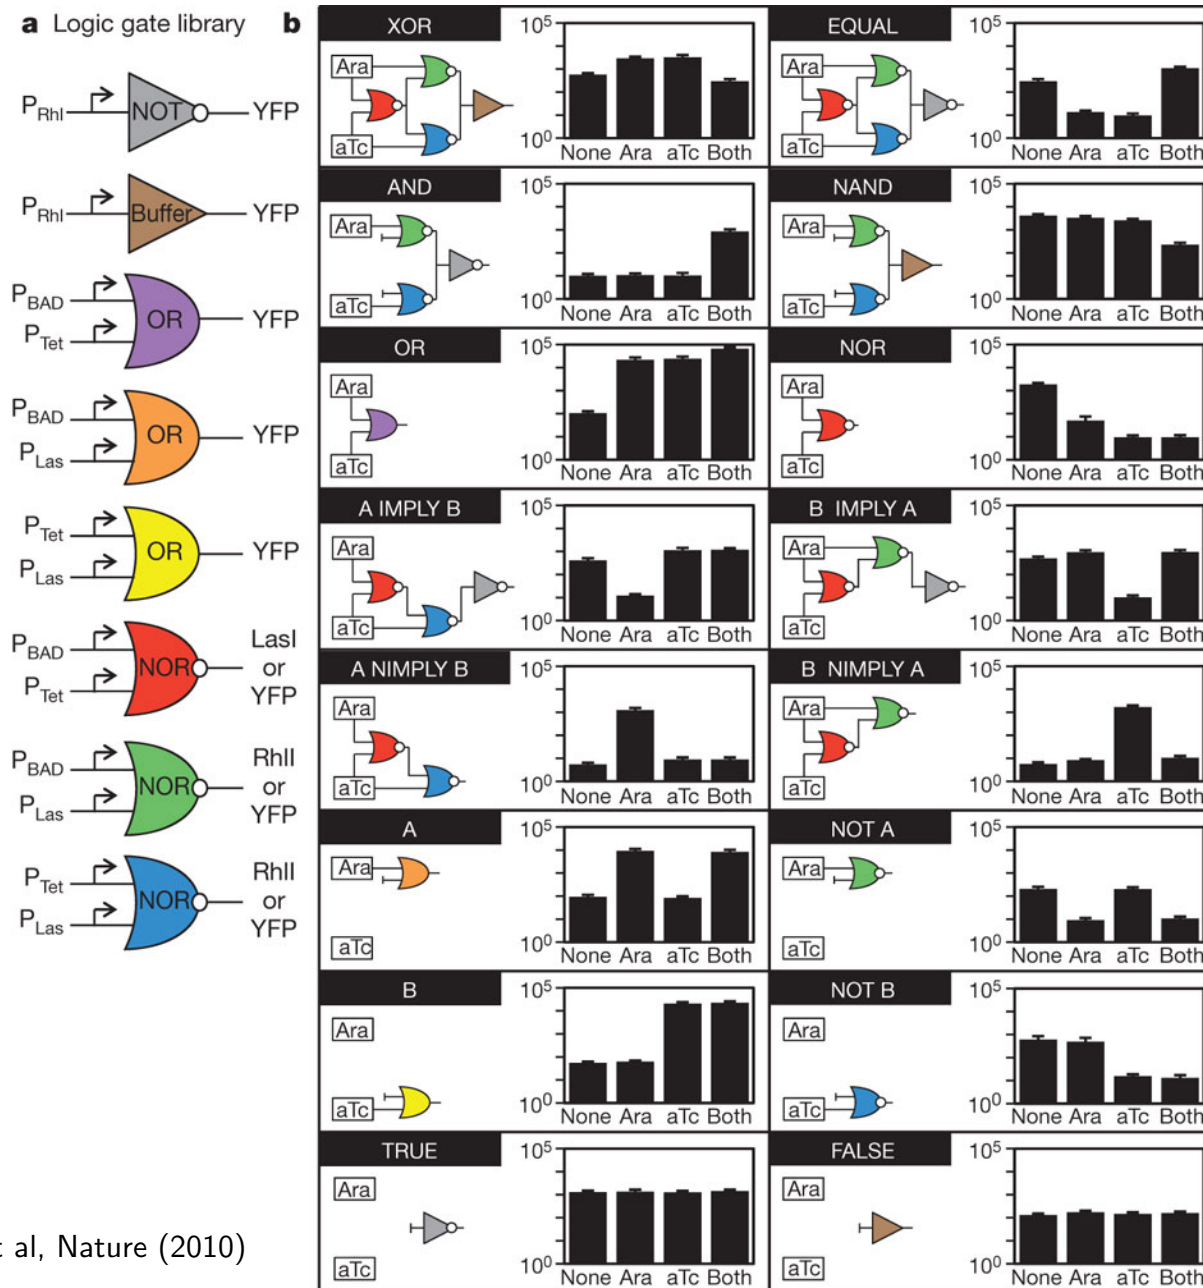 a Logic gate library
P_Rhl NOT YFP
P_Rhl Buffer YFP
P_BAD
P_Tet OR YFP
P_BAD
P_Las OR YFP
P_Tet
P_Las OR YFP
P_BAD
P_Tet NOR LasI
or
YFP
P_BAD
P_Las NOR RhlI
or
YFP
P_Tet
P_Las NOR RhlI
or
YFP
t al, Nature (2010)
b
XOR
Ara
aTc
10^5
10^0
None Ara aTc Both
EQUAL
Ara
aTc
10^5
10^0
None Ara aTc Both
AND
Ara
aTc
10^5
10^0
None Ara aTc Both
NAND
Ara
aTc
10^5
10^0
None Ara aTc Both
OR
Ara
aTc
10^5
10^0
None Ara aTc Both
NOR
Ara
aTc
10^5
10^0
None Ara aTc Both
A IMPLY B
Ara
aTc
10^5
10^0
None Ara aTc Both
B IMPLY A
Ara
aTc
10^5
10^0
None Ara aTc Both
A NIMPLY B
Ara
aTc
10^5
10^0
None Ara aTc Both
B NIMPLY A
Ara
aTc
10^5
10^0
None Ara aTc Both
A
Ara
aTc
10^5
10^0
None Ara aTc Both
NOT A
Ara
aTc
10^5
10^0
None Ara aTc Both
B
Ara
aTc
10^5
10^0
None Ara aTc Both
NOT B
Ara
aTc
10^5
10^0
None Ara aTc Both
TRUE
Ara
aTc
10^5
10^0
None Ara aTc Both
FALSE
Ara
aTc
10^5
10^0
None Ara aTc Both